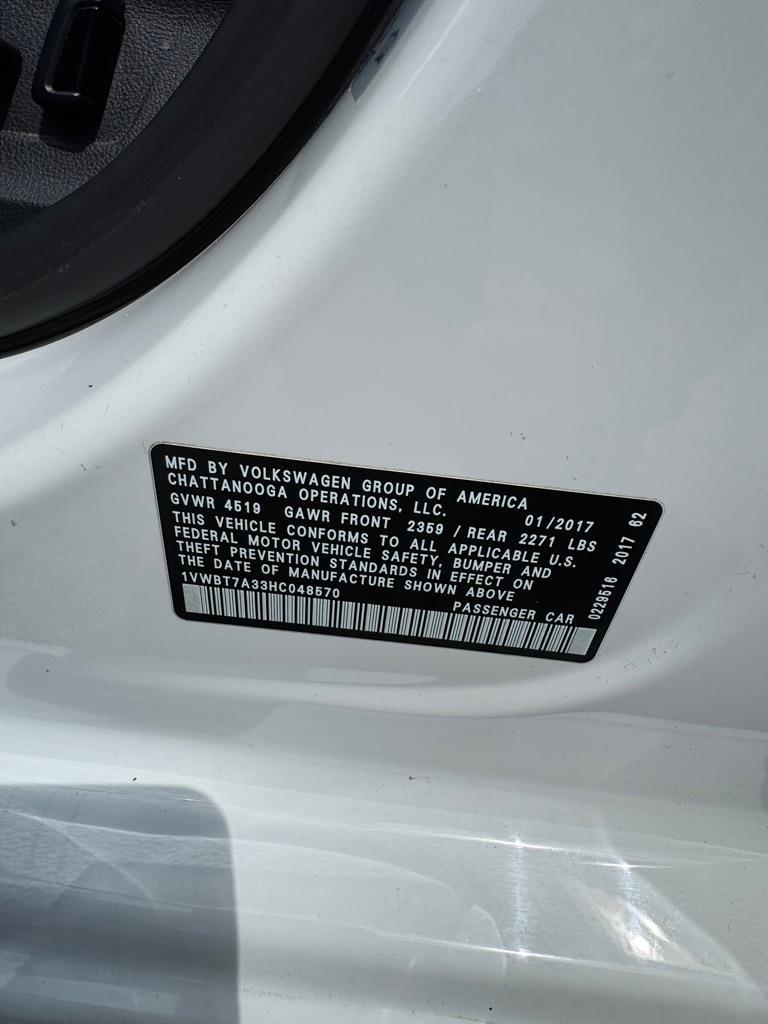 MFD BY VOLKSWAGEN GROUP OF AMERICA
CHATTANOOGA OPERATIONS, LLC.
01/2017
GVWR 4519 GAWR FRONT 2359 / REAR 2271 LBS
THIS VEHICLE CONFORMS TO ALL APPLICABLE U.S.
FEDERAL MOTOR VEHICLE SAFETY, BUMPER AND
THEFT PREVENTION STANDARDS IN EFFECT ON
THE DATE OF MANUFACTURE SHOWN ABOVE
1VWBT7A33HC048570
PASSENGER CAR
0229516 2017 62